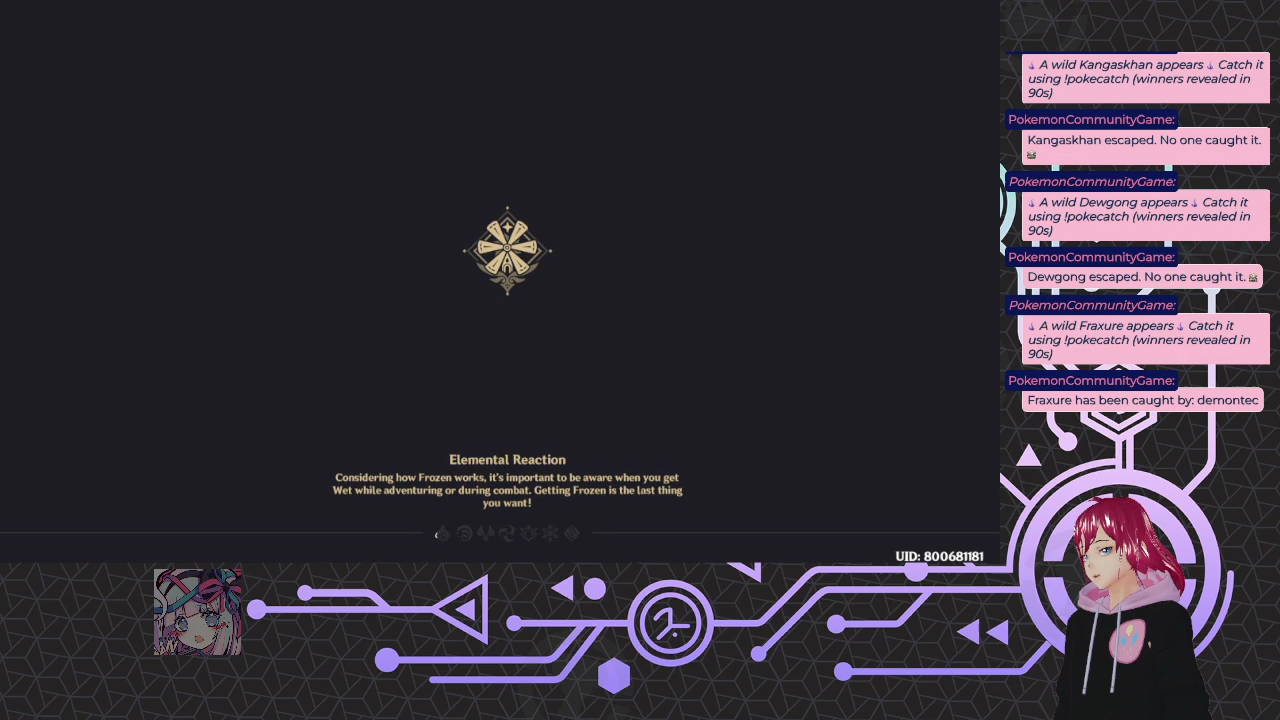 A wild Kangaskhan appears Catch it
using !pokecatch (winners revealed in
90s)
PokemonCommunityGame:
Kangaskhan escaped. No one caught it.
PokemonCommunityGame:
A wild Dewgong appears Catch it
using !pokecatch (winners revealed in
90s)
PokemonCommunityGame:
Dewgong escaped. No one caught it.
PokemonCommunityGame:
A wild Fraxure appears Catch it
using !pokecatch (winners revealed in
90s)
PokemonCommunityGame:
Fraxure has been caught by: demontec
Elemental Reaction
Considering how Frozen works, it's important to be aware when you get
Wet while adventuring or during combat. Getting Frozen is the last thing
you want!
UID: 800681181